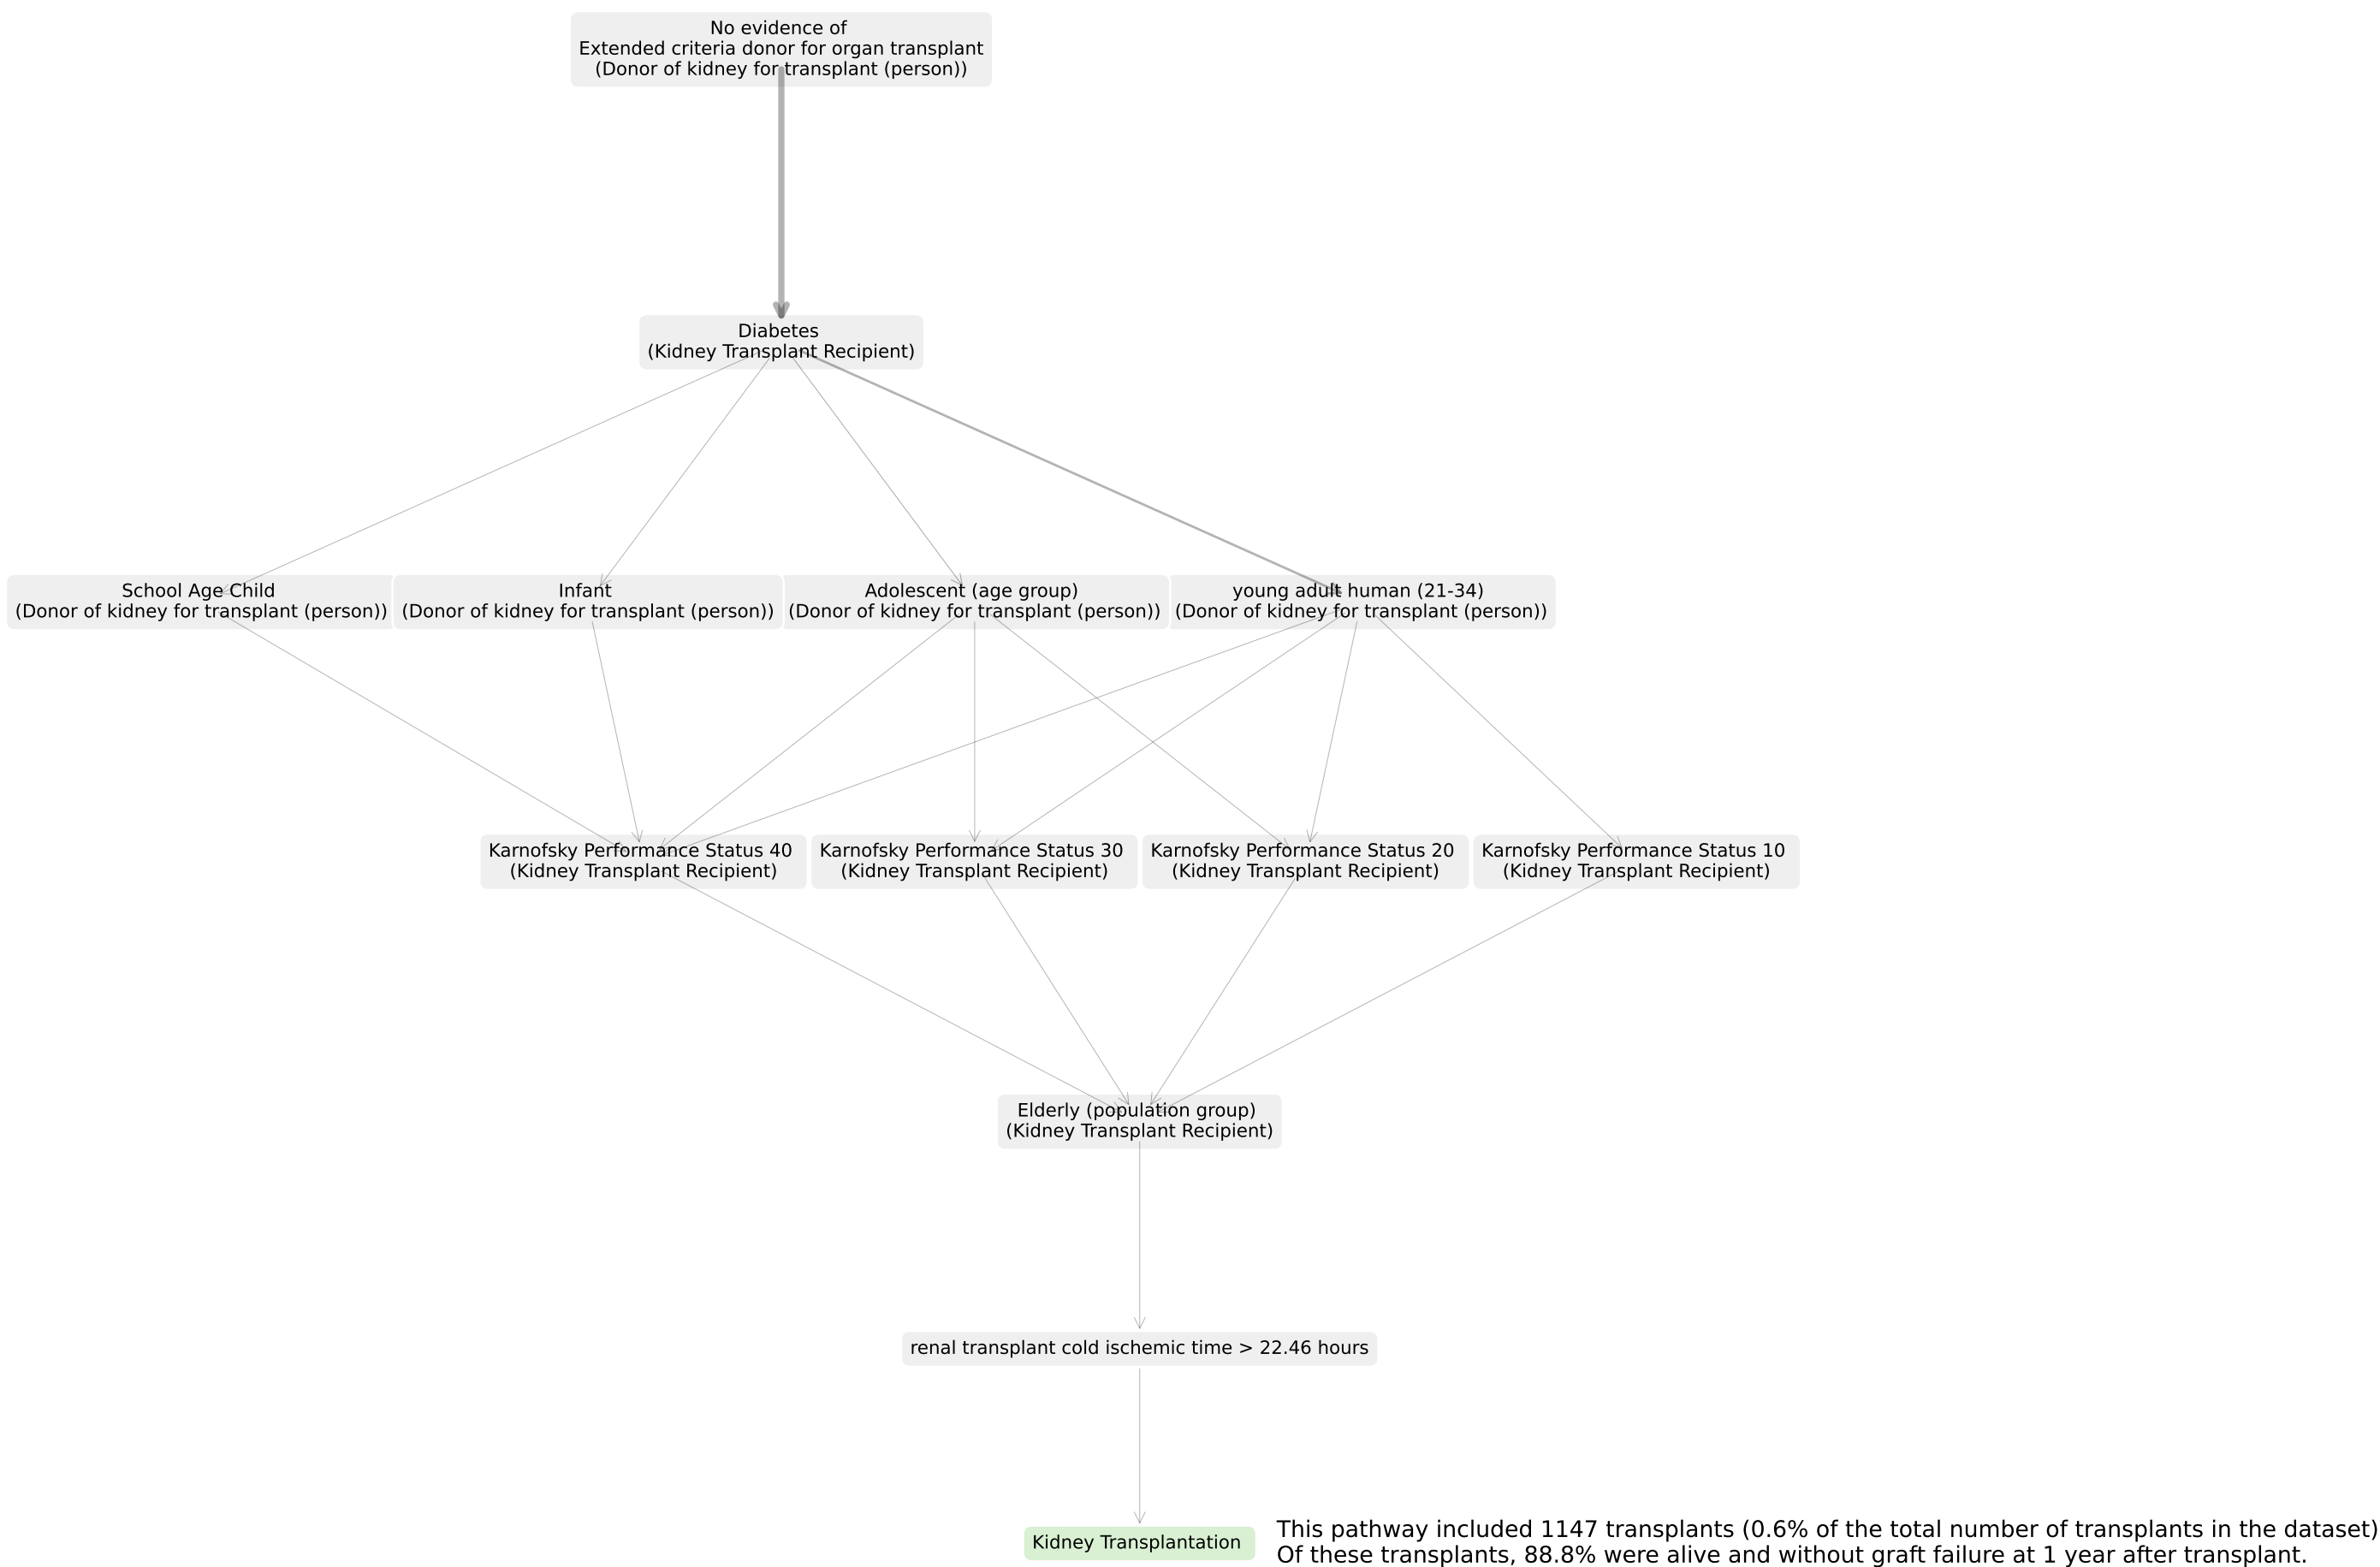 No evidence of
Extended criteria donor for organ transplant
(Donor of kidney for transplant (person))
Diabetes
(Kidney Transplant Recipient)
School Age Child
(Donor of kidney for transplant (person))
Infant
(Donor of kidney for transplant (person))
Adolescent (age group)
(Donor of kidney for transplant (person))
young adult human (21-34)
(Donor of kidney for transplant (person))
Karnofsky Performance Status 40
(Kidney Transplant Recipient)
Karnofsky Performance Status 30
(Kidney Transplant Recipient)
Karnofsky Performance Status 20
(Kidney Transplant Recipient)
Karnofsky Performance Status 10
(Kidney Transplant Recipient)
Elderly (population group)
(Kidney Transplant Recipient)
renal transplant cold ischemic time > 22.46 hours
Kidney Transplantation
This pathway included 1147 transplants (0.6% of the total number of transplants in the dataset)
Of these transplants, 88.8% were alive and without graft failure at 1 year after transplant.